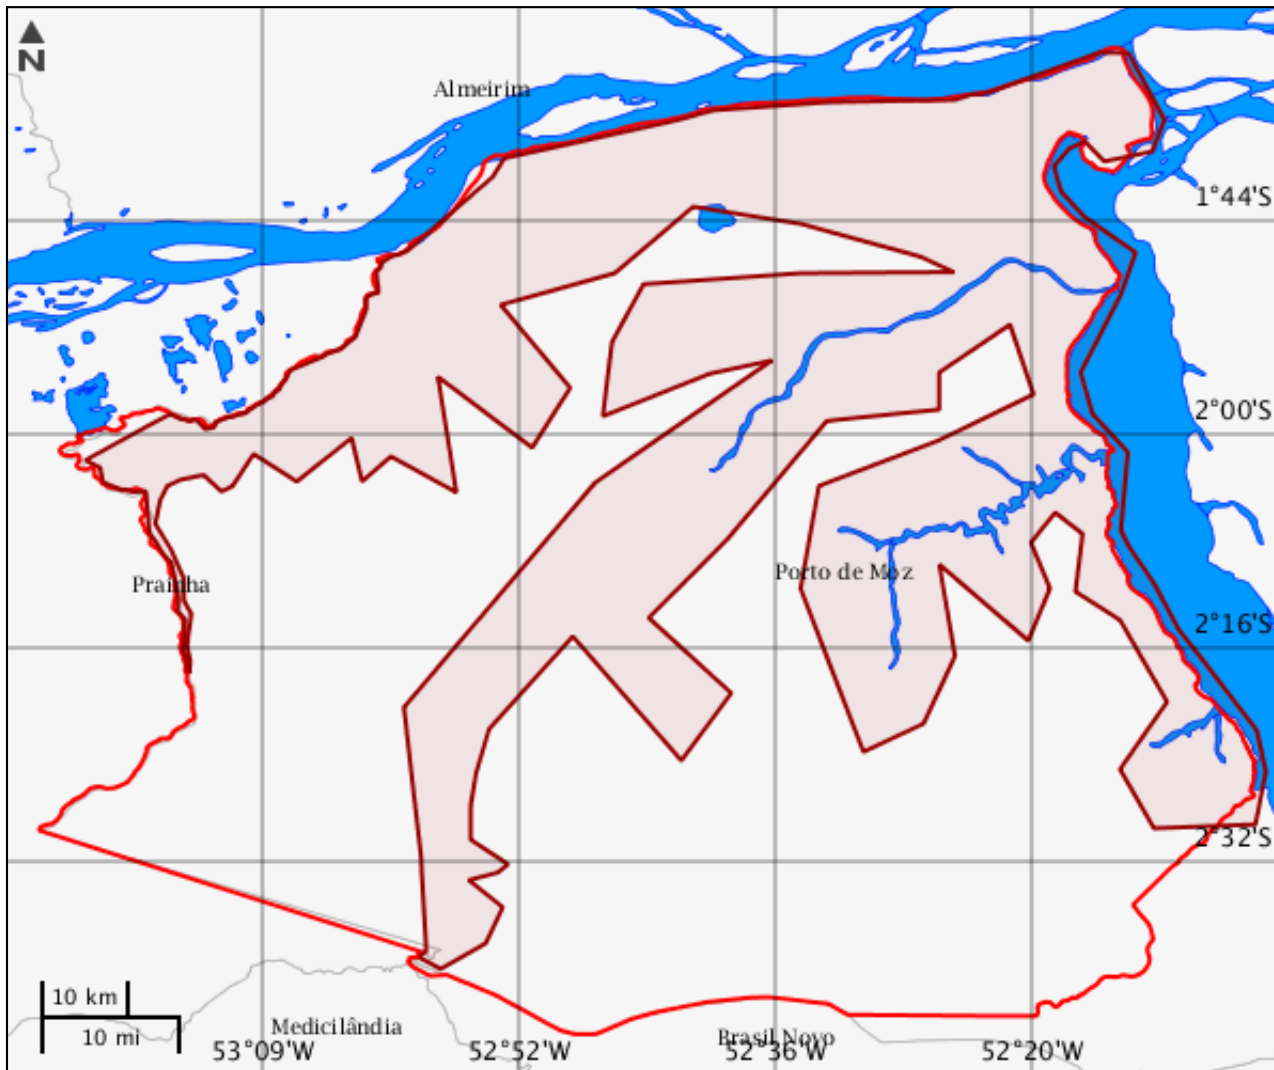 N
Almeirim
1°44'S
2°00'S
Prainha
Porto de Moz
2°16'S
2°32'S
10 km
10 mi
Medicilândia
Brasil Novo
53°09'W
52°52'W
52°36'W
52°20'W